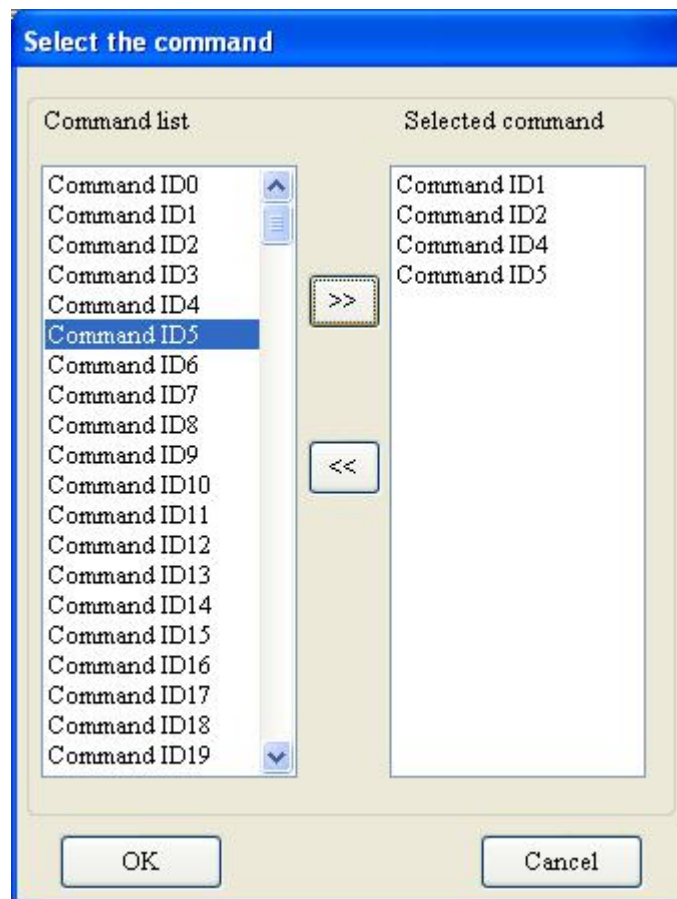 Select the command
Command list
Selected command
Command ID0
Command ID1
Command ID2
Command ID3
Command ID4
Command ID5
Command ID6
Command ID7
Command ID8
Command ID9
Command ID10
Command ID11
Command ID12
Command ID13
Command ID14
Command ID15
Command ID16
Command ID17
Command ID18
Command ID19
>>
<<
Command ID1
Command ID2
Command ID4
Command ID5
OK
Cancel